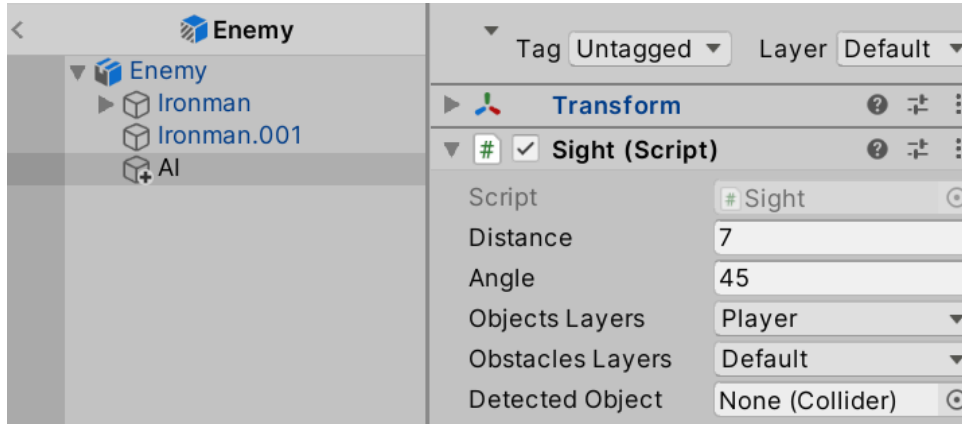 Enemy
Enemy
Ironman
Ironman.001
AI
Tag Untagged Layer Default
Transform
# Sight (Script)
Script # Sight
Distance 7
Angle 45
Objects Layers Player
Obstacles Layers Default
Detected Object None (Collider)